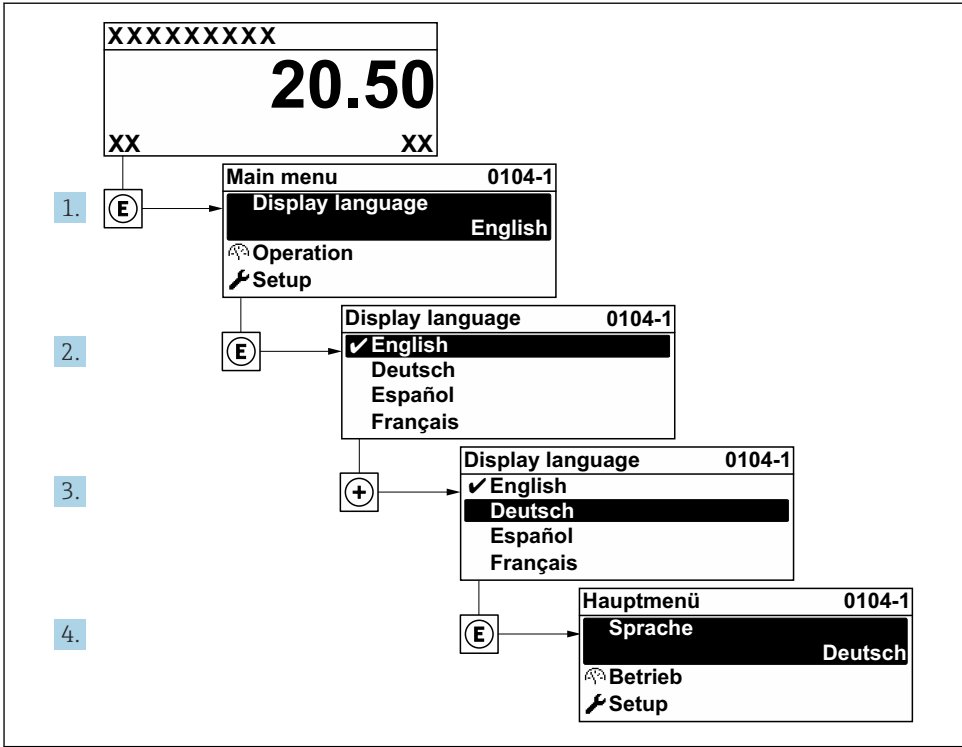 XXXXXXXXX
20.50
XX XX
1.
E
Main menu 0104-1
Display language
English
Operation
Setup
2.
E
Display language 0104-1
✔English
Deutsch
Español
Français
3.
+
Display language 0104-1
✔English
Deutsch
Español
Français
4.
E
Hauptmenü 0104-1
Sprache
Deutsch
Betrieb
Setup